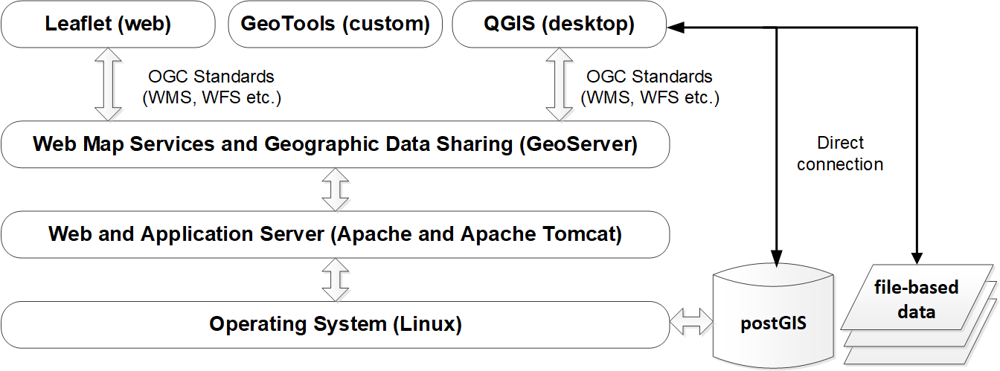 Leaflet (web)
GeoTools (custom)
QGIS (desktop)
OGC Standards
(WMS, WFS etc.)
OGC Standards
(WMS, WFS etc.)
Web Map Services and Geographic Data Sharing (GeoServer)
Direct
connection
Web and Application Server (Apache and Apache Tomcat)
Operating System (Linux)
postGIS
file-based
data